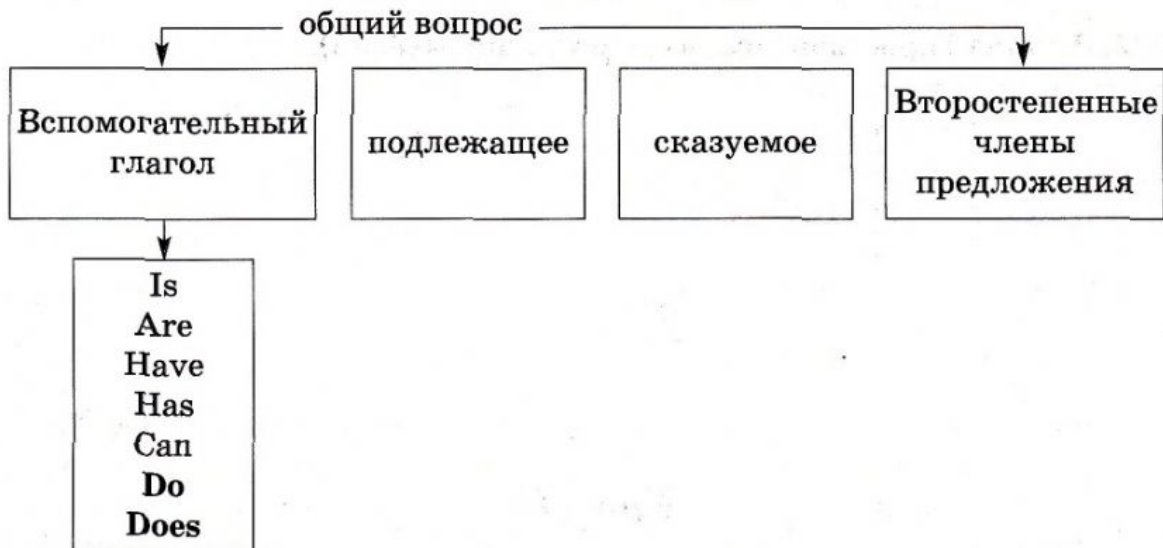 общий вопрос
Вспомогательный
глагол
подлежащее
сказуемое
Второстепенные
члены
предложения
Is
Are
Have
Has
Can
Do
Does